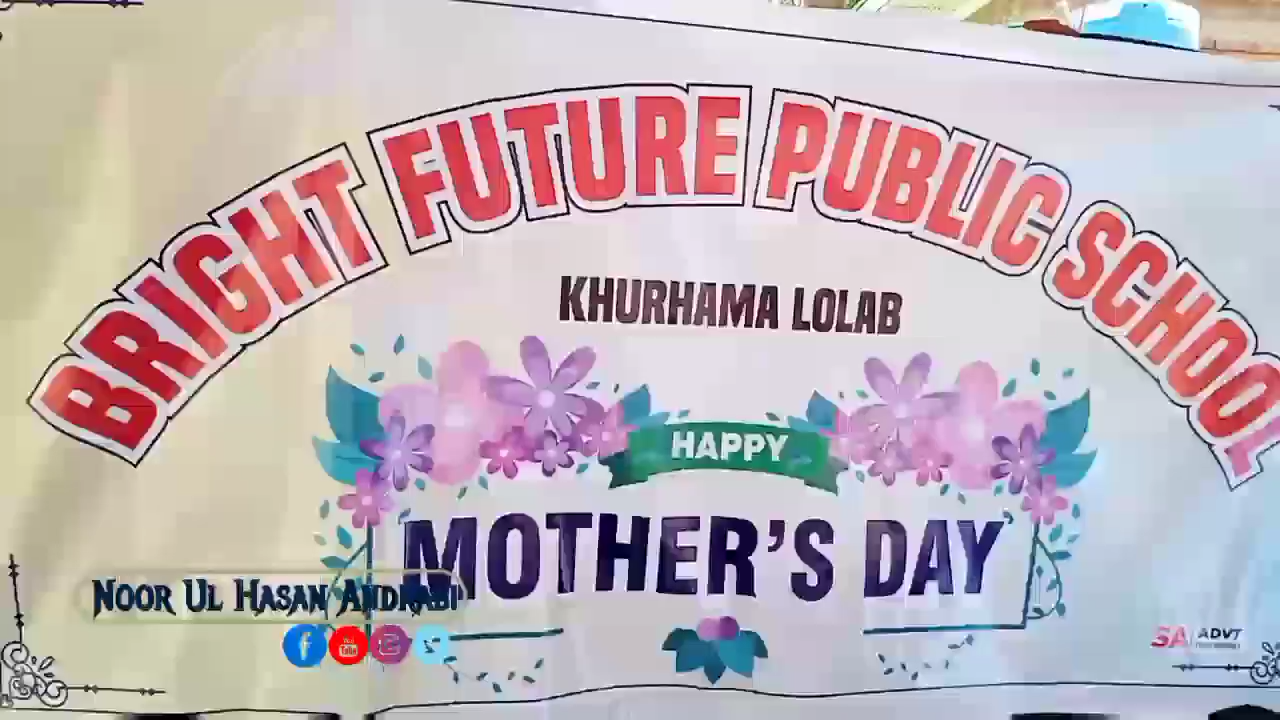 BRIGHT FUTURE PUBLIC SCHOOL
KHURHAMA LOLAB
HAPPY
MOTHER'S DAY
NOOR UL HASAN ANDRABI
SA ADVT